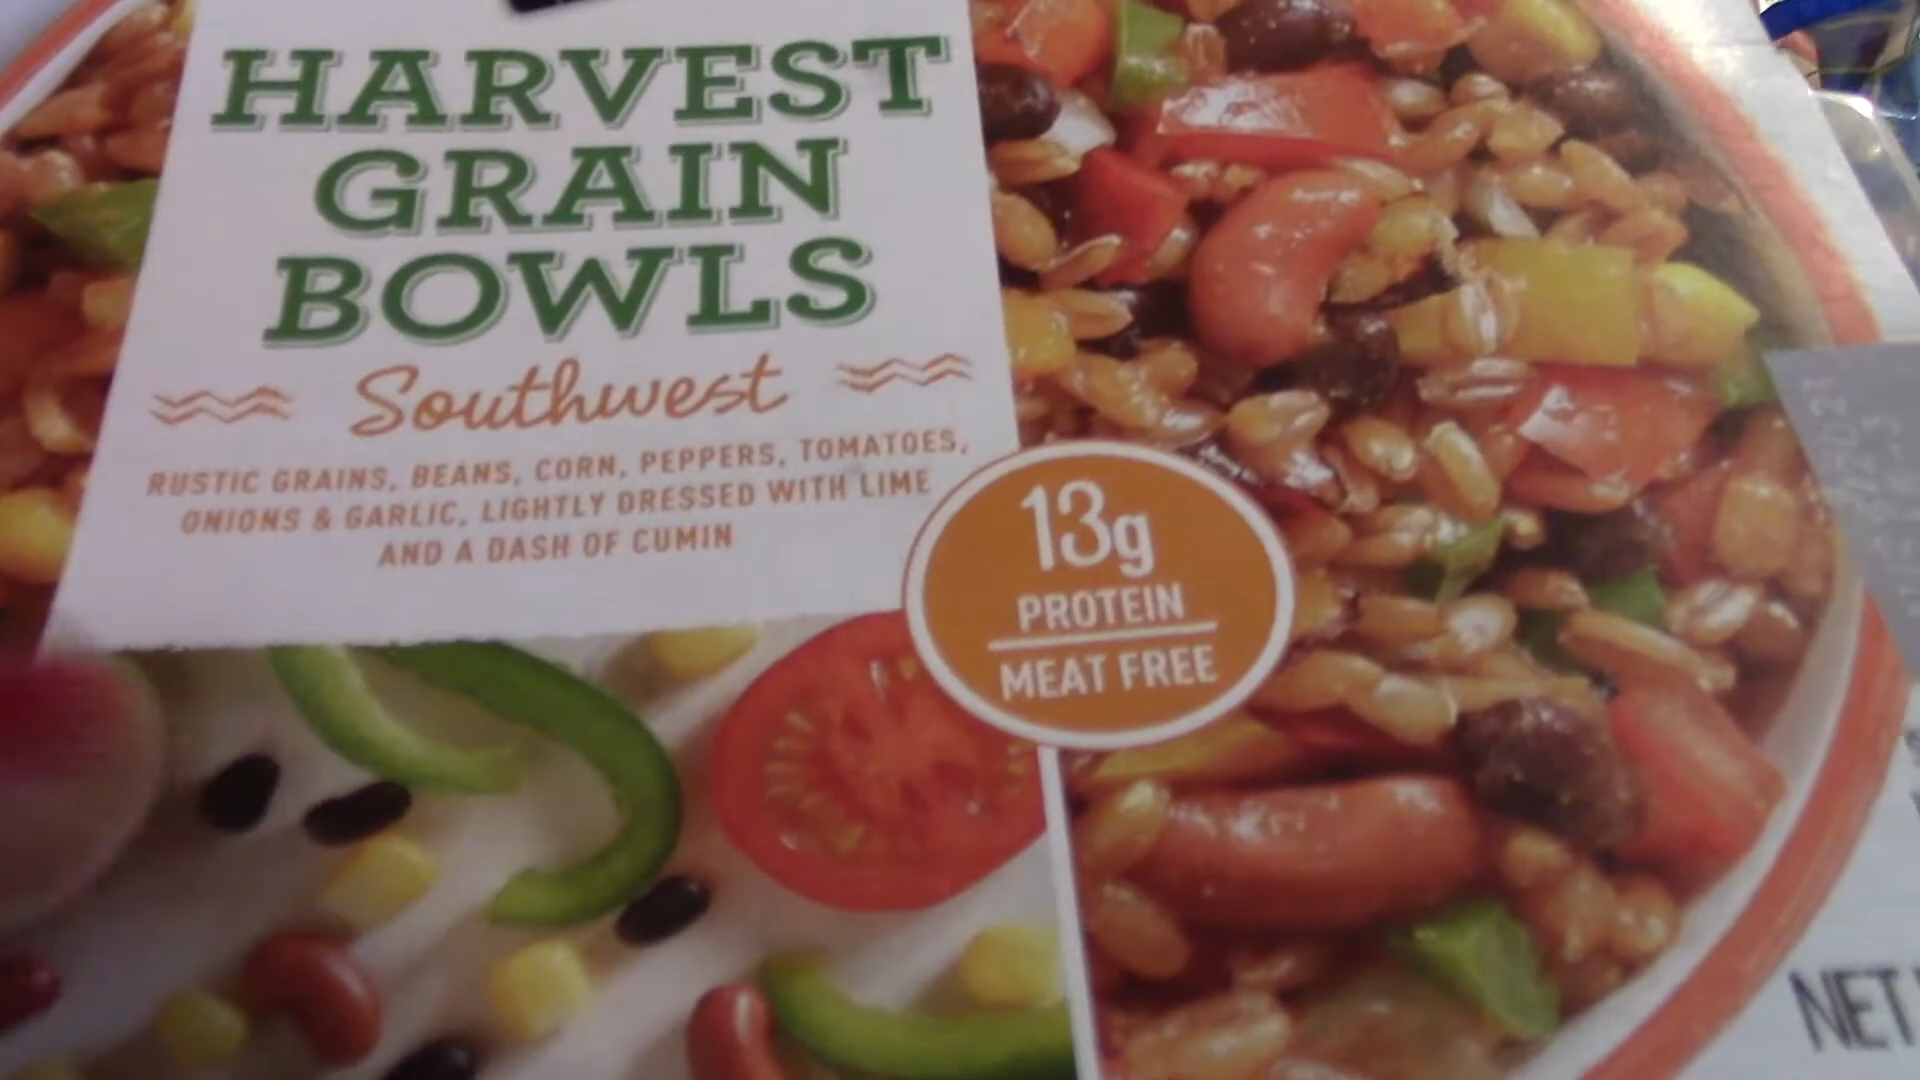 HARVEST
GRAIN
BOWLS
Southwest
RUSTIC GRAINS, BEANS, CORN, PEPPERS, TOMATOES,
ONIONS & GARLIC, LIGHTLY DRESSED WITH LIME
AND A DASH OF CUMIN
13g
PROTEIN
MEAT FREE
NET